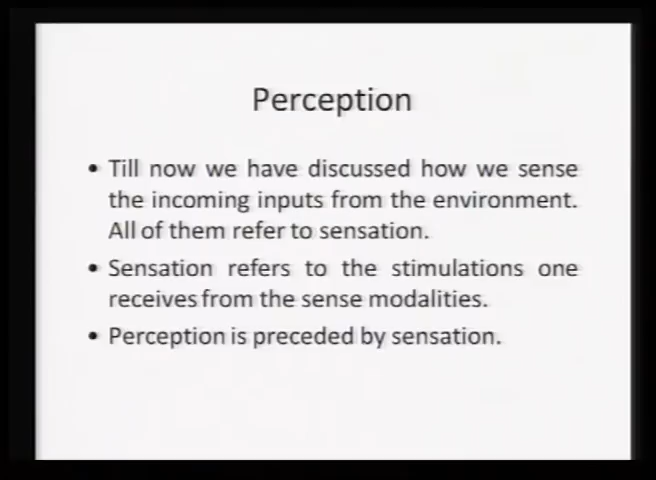 Perception
• Till now we have discussed how we sense
the incoming inputs from the environment.
All of them refer to sensation.
• Sensation refers to the stimulations one
receives from the sense modalities.
• Perception is preceded by sensation.